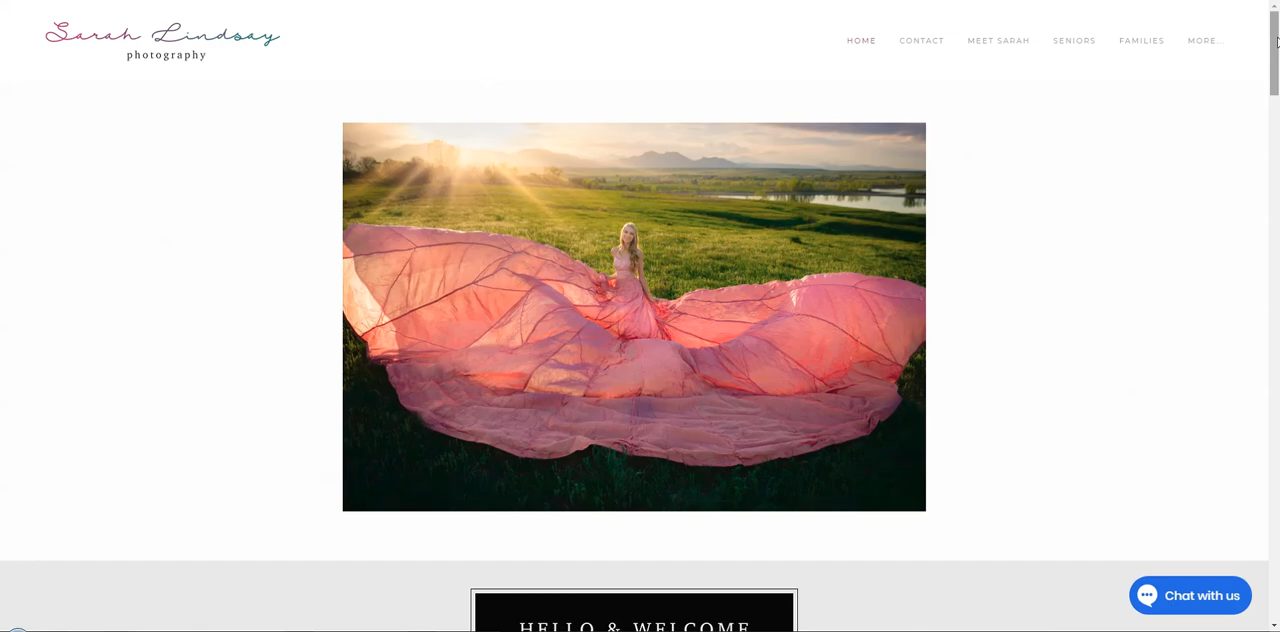 Sarah Lindsay
photography
HOME CONTACT MEET SARAH SENIORS FAMILIES MORE...
HELLO & WELCOME
Chat with us